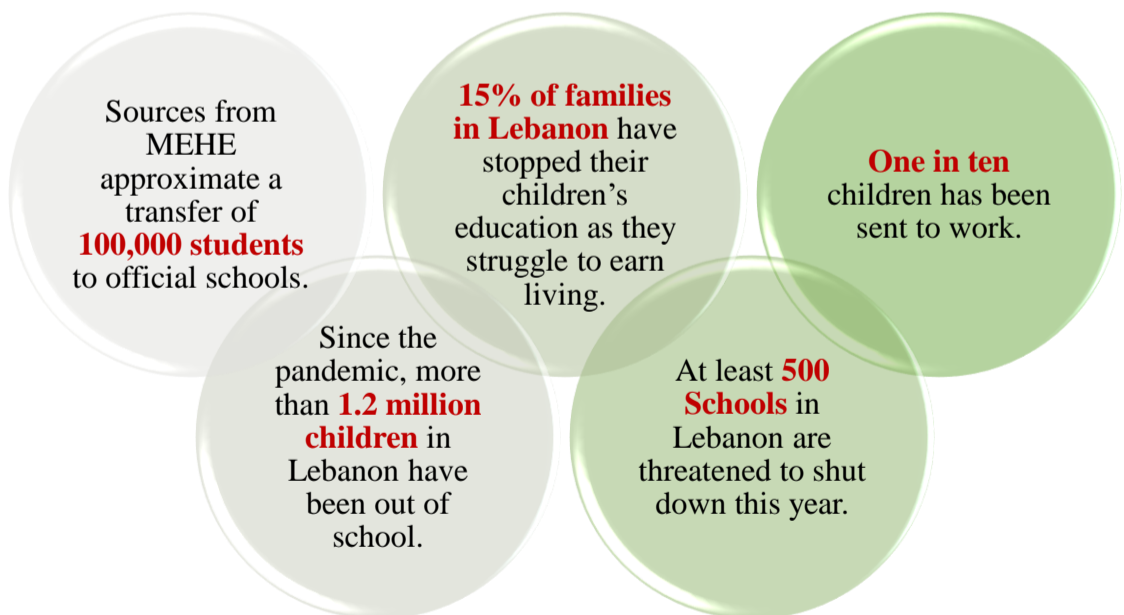 Sources from
MEHE
approximate a
transfer of
100,000 students
to official schools.
Since the
pandemic, more
than 1.2 million
children in
Lebanon have
been out of
school.
15% of families
in Lebanon have
stopped their
children’s
education as they
struggle to earn
living.
At least 500
Schools in
Lebanon are
threatened to shut
down this year.
One in ten
children has been
sent to work.